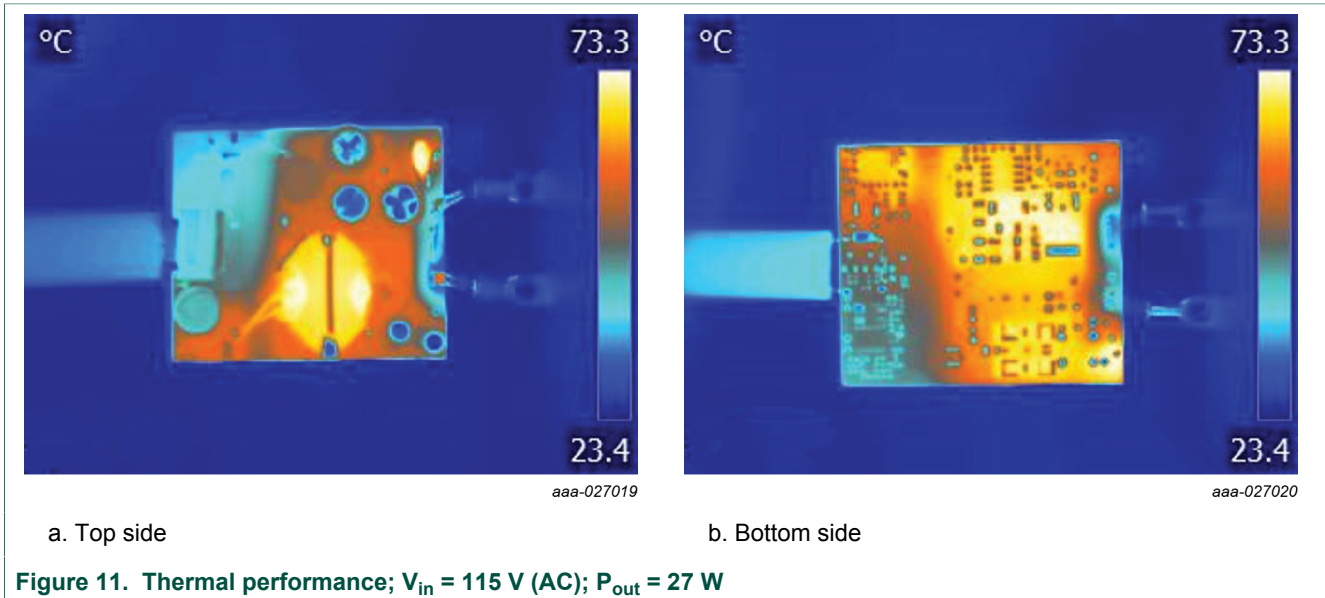 °C 73.3
°C 73.3
23.4
23.4
aaa-027019
aaa-027020
a. Top side
b. Bottom side
Figure 11. Thermal performance; Vin = 115 V (AC); Pout = 27 W